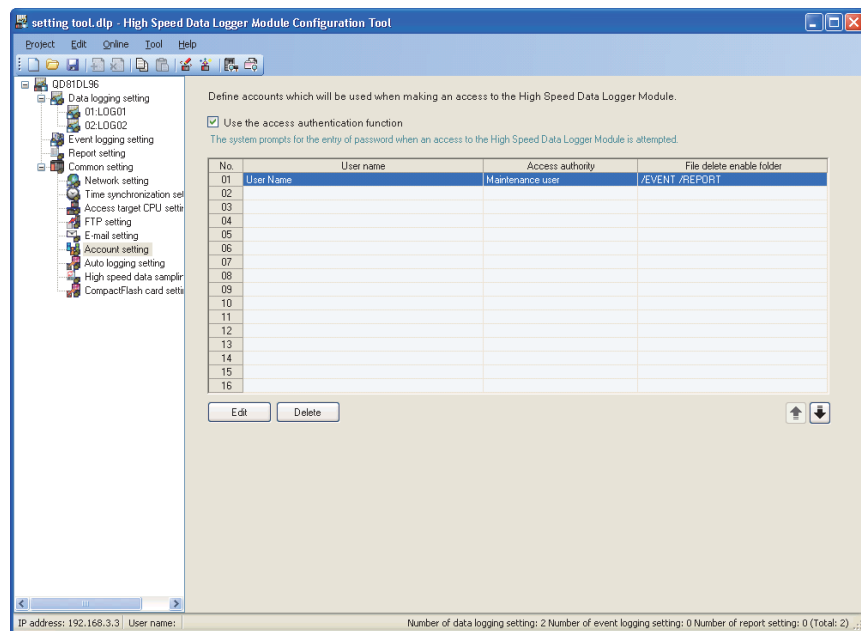 setting tool.dlp - High Speed Data Logger Module Configuration Tool
Project Edit Online Tool Help
QD81DL96
Data logging setting
01:LOG01
02:LOG02
Event logging setting
Report setting
Common setting
Network setting
Time synchronization set
Access target CPU settin
FTP setting
E-mail setting
Account setting
Auto logging setting
High speed data samplin
CompactFlash card settin
Define accounts which will be used when making an access to the High Speed Data Logger Module.
Use the access authentication function
The system prompts for the entry of password when an access to the High Speed Data Logger Module is attempted.
No. User name Access authority File delete enable folder
01 User Name Maintenance user /EVENT /REPORT
02
03
04
05
06
07
08
09
10
11
12
13
14
15
16
Edit Delete
IP address: 192.168.3.3 User name: Number of data logging setting: 2 Number of event logging setting: 0 Number of report setting: 0 (Total: 2)